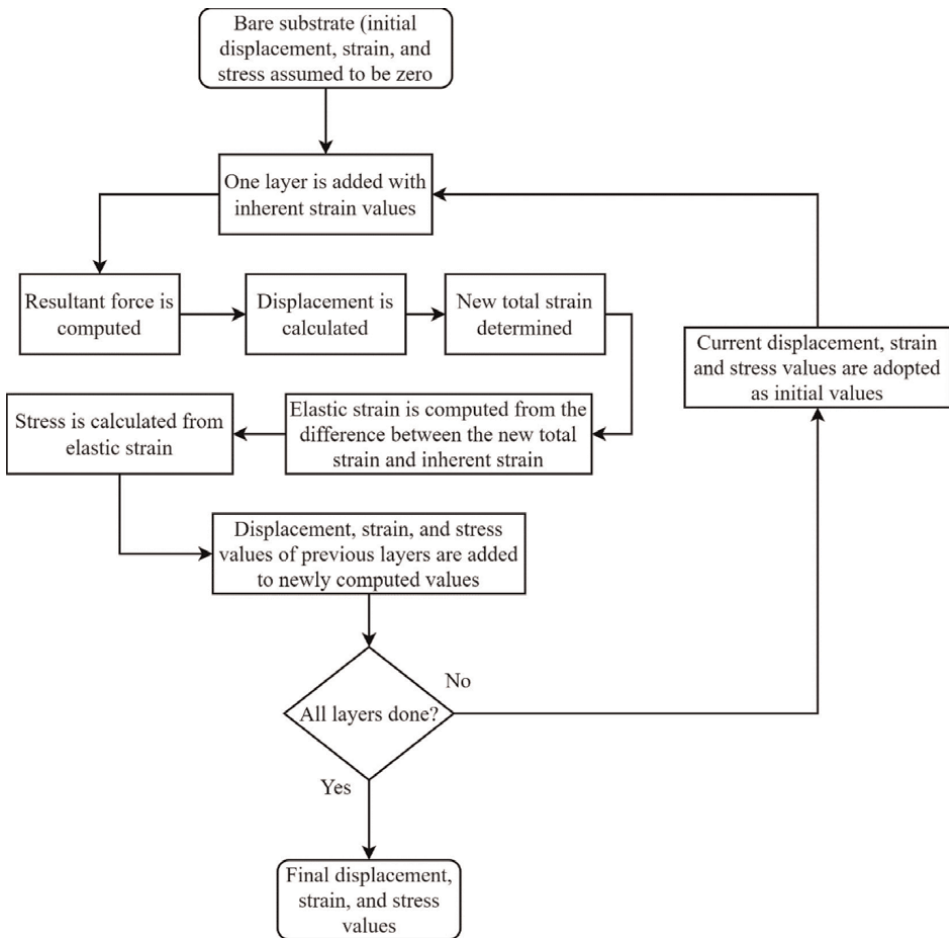 Bare substrate (initial
displacement, strain, and
stress assumed to be zero
One layer is added with
inherent strain values
Resultant force is
computed
Displacement is
calculated
New total strain
determined
Current displacement, strain
and stress values are adopted
as initial values
Elastic strain is computed from the
difference between the new total
strain and inherent strain
Stress is calculated from
elastic strain
Displacement, strain, and stress
values of previous layers are added
to newly computed values
All layers done?
No
Yes
Final displacement,
strain, and stress
values